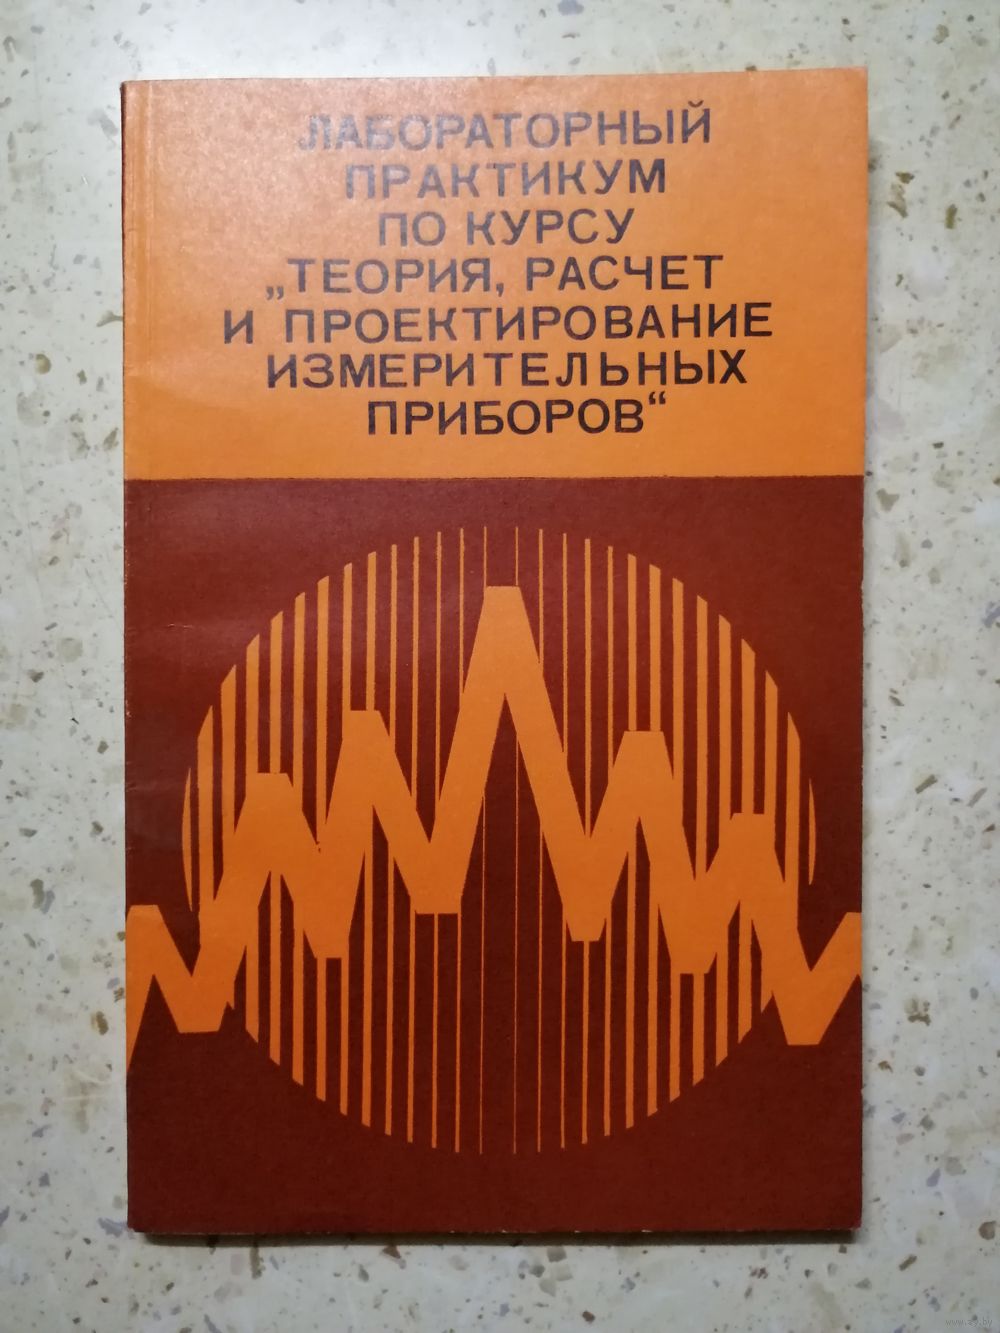 ЛАБОРАТОРНЫЙ
ПРАКТИКУМ
ПО КУРСУ
„ТЕОРИЯ, РАСЧЕТ
И ПРОЕКТИРОВАНИЕ
ИЗМЕРИТЕЛЬНЫХ
ПРИБОРОВ“